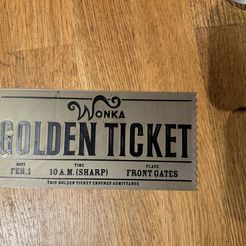 WONKA
GOLDEN TICKET
DATE TIME PLACE
FEB. 1 10 A.M. (SHARP) FRONT GATES
THIS GOLDEN TICKET ENSURES ADMITTANCE